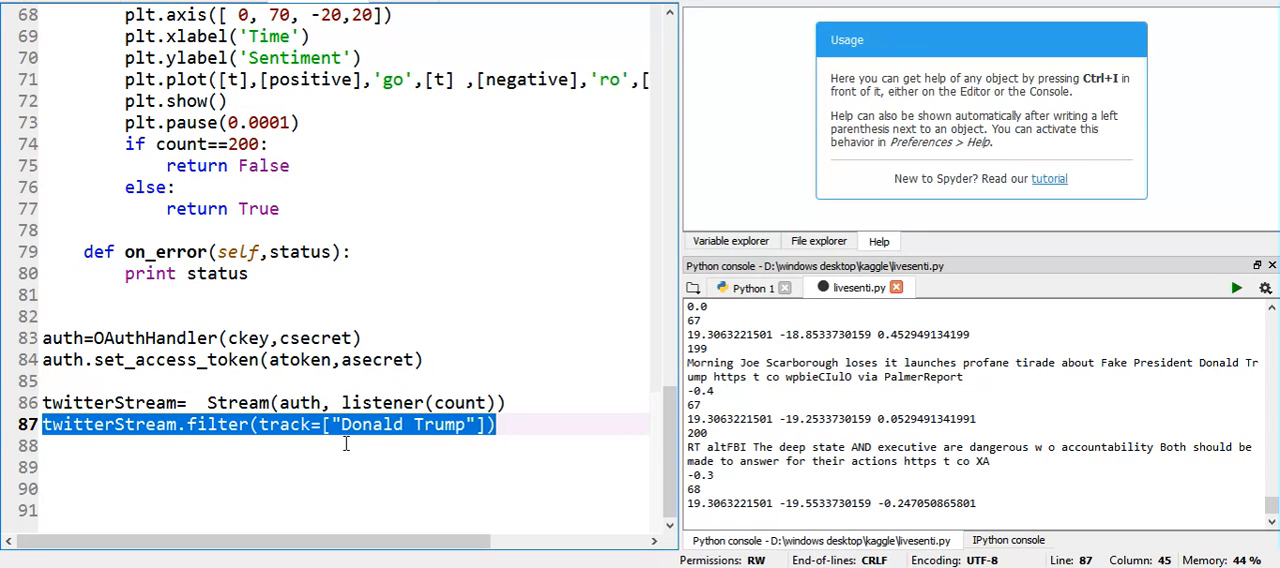 68 plt.axis([ 0, 70, -20,20])
69 plt.xlabel('Time')
70 plt.ylabel('Sentiment')
71 plt.plot([t],[positive],'go',[t] ,[negative],'ro',[
72 plt.show()
73 plt.pause(0.0001)
74 if count==200:
75 return False
76 else:
77 return True
78
79 def on_error(self,status):
80 print status
81
82
83 auth=OAuthHandler(ckey,csecret)
84 auth.set_access_token(atoken,asecret)
85
86 twitterStream= Stream(auth, listener(count))
87 twitterStream.filter(track=["Donald Trump"])
88
89
90
91
Usage
Here you can get help of any object by pressing Ctrl+I in
front of it, either on the Editor or the Console.
Help can also be shown automatically after writing a left
parenthesis next to an object. You can activate this
behavior in Preferences > Help.
New to Spyder? Read our tutorial
Variable explorer File explorer Help
Python console - D:\windows desktop\kaggle\livesenti.py
Python 1 livesenti.py
0.0
67
19.3063221501 -18.8533730159 0.452949134199
199
Morning Joe Scarborough loses it launches profane tirade about Fake President Donald Tr
ump https t co wpbieCIulO via PalmerReport
-0.4
67
19.3063221501 -19.2533730159 0.0529491341991
200
RT altFBI The deep state AND executive are dangerous w o accountability Both should be
made to answer for their actions https t co XA
-0.3
68
19.3063221501 -19.5533730159 -0.247050865801
Python console - D:\windows desktop\kaggle\livesenti.py IPython console
Permissions: RW End-of-lines: CRLF Encoding: UTF-8 Line: 87 Column: 45 Memory: 44 %